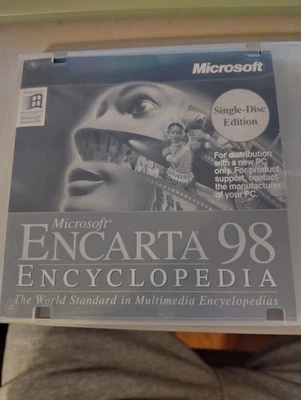 Microsoft
Single-Disc
Edition
For distribution
with a new PC
only. For product
support, contact
the manufacturer
of your PC.
Microsoft®
ENCARTA 98
ENCYCLOPEDIA
The World Standard in Multimedia Encyclopedias